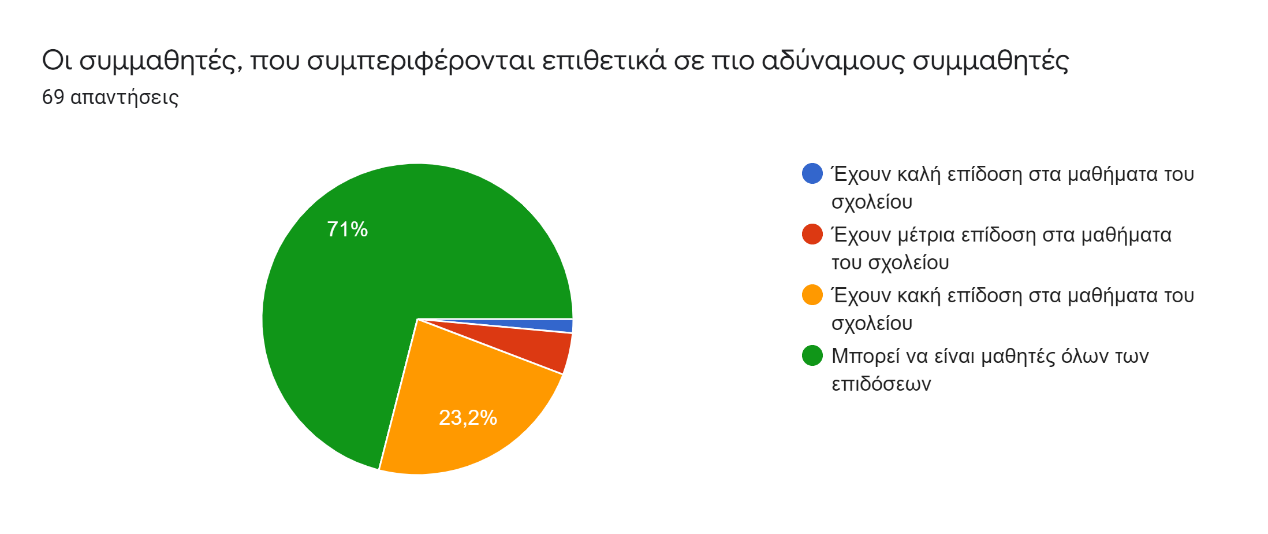 Οι συμμαθητές, που συμπεριφέρονται επιθετικά σε πιο αδύναμους συμμαθητές
69 απαντήσεις
71%
23,2%
Έχουν καλή επίδοση στα μαθήματα του
σχολείου
Έχουν μέτρια επίδοση στα μαθήματα
του σχολείου
Έχουν κακή επίδοση στα μαθήματα του
σχολείου
Μπορεί να είναι μαθητές όλων των
επιδόσεων